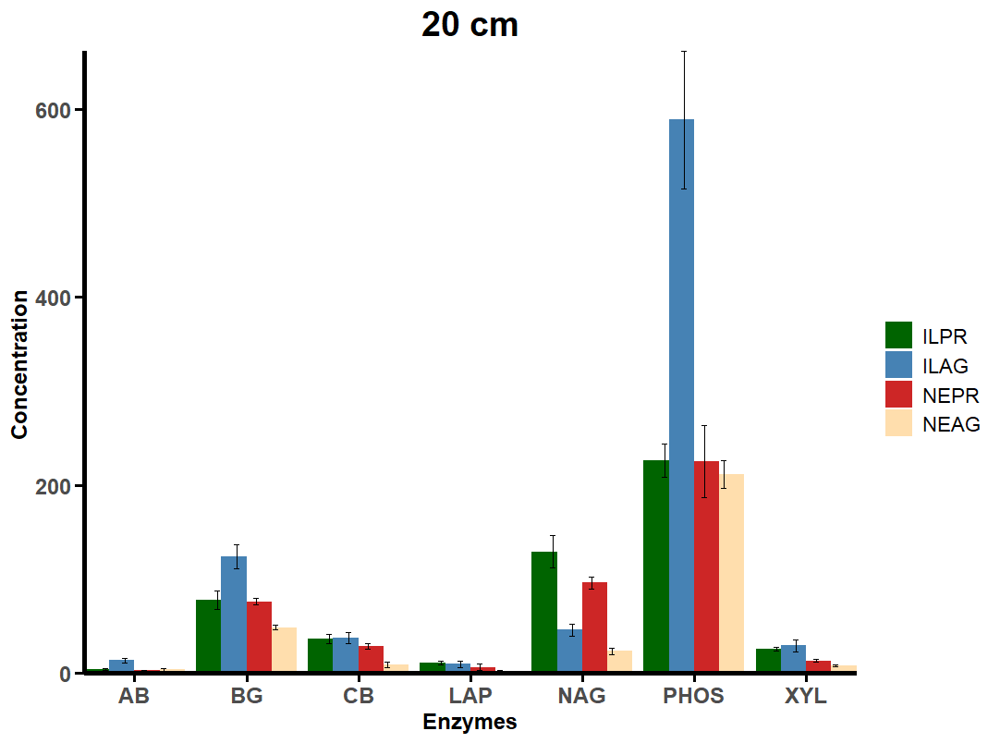 20 cm
Concentration
600
400
200
0
AB BG CB LAP NAG PHOS XYL
Enzymes
ILPR
ILAG
NEPR
NEAG